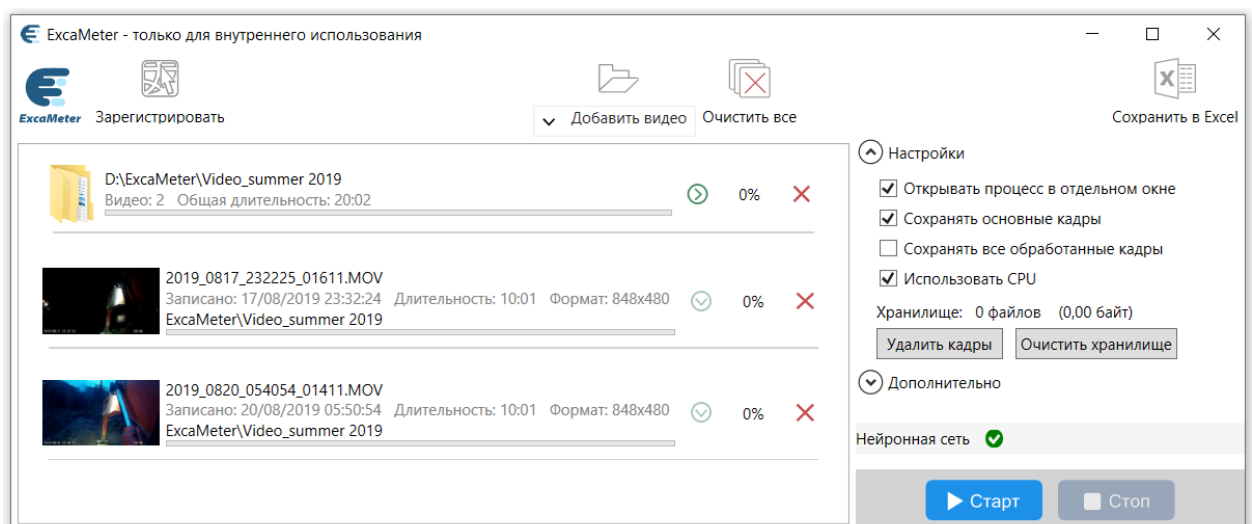 ExcaMeter - только для внутреннего использования
ExcaMeter Зарегистрировать Добавить видео Очистить все Сохранить в Excel
D:\ExcaMeter\Video_summer 2019
Видео: 2 Общая длительность: 20:02
0%
2019_0817_232225_01611.MOV
Записано: 17/08/2019 23:32:24 Длительность: 10:01 Формат: 848x480
0%
ExcaMeter\Video_summer 2019
2019_0820_054054_01411.MOV
Записано: 20/08/2019 05:50:54 Длительность: 10:01 Формат: 848x480
0%
ExcaMeter\Video_summer 2019
Настройки
Открывать процесс в отдельном окне
Сохранять основные кадры
Сохранять все обработанные кадры
Использовать CPU
Хранилище: 0 файлов (0,00 байт)
Удалить кадры Очистить хранилище
Дополнительно
Нейронная сеть
Старт Стоп